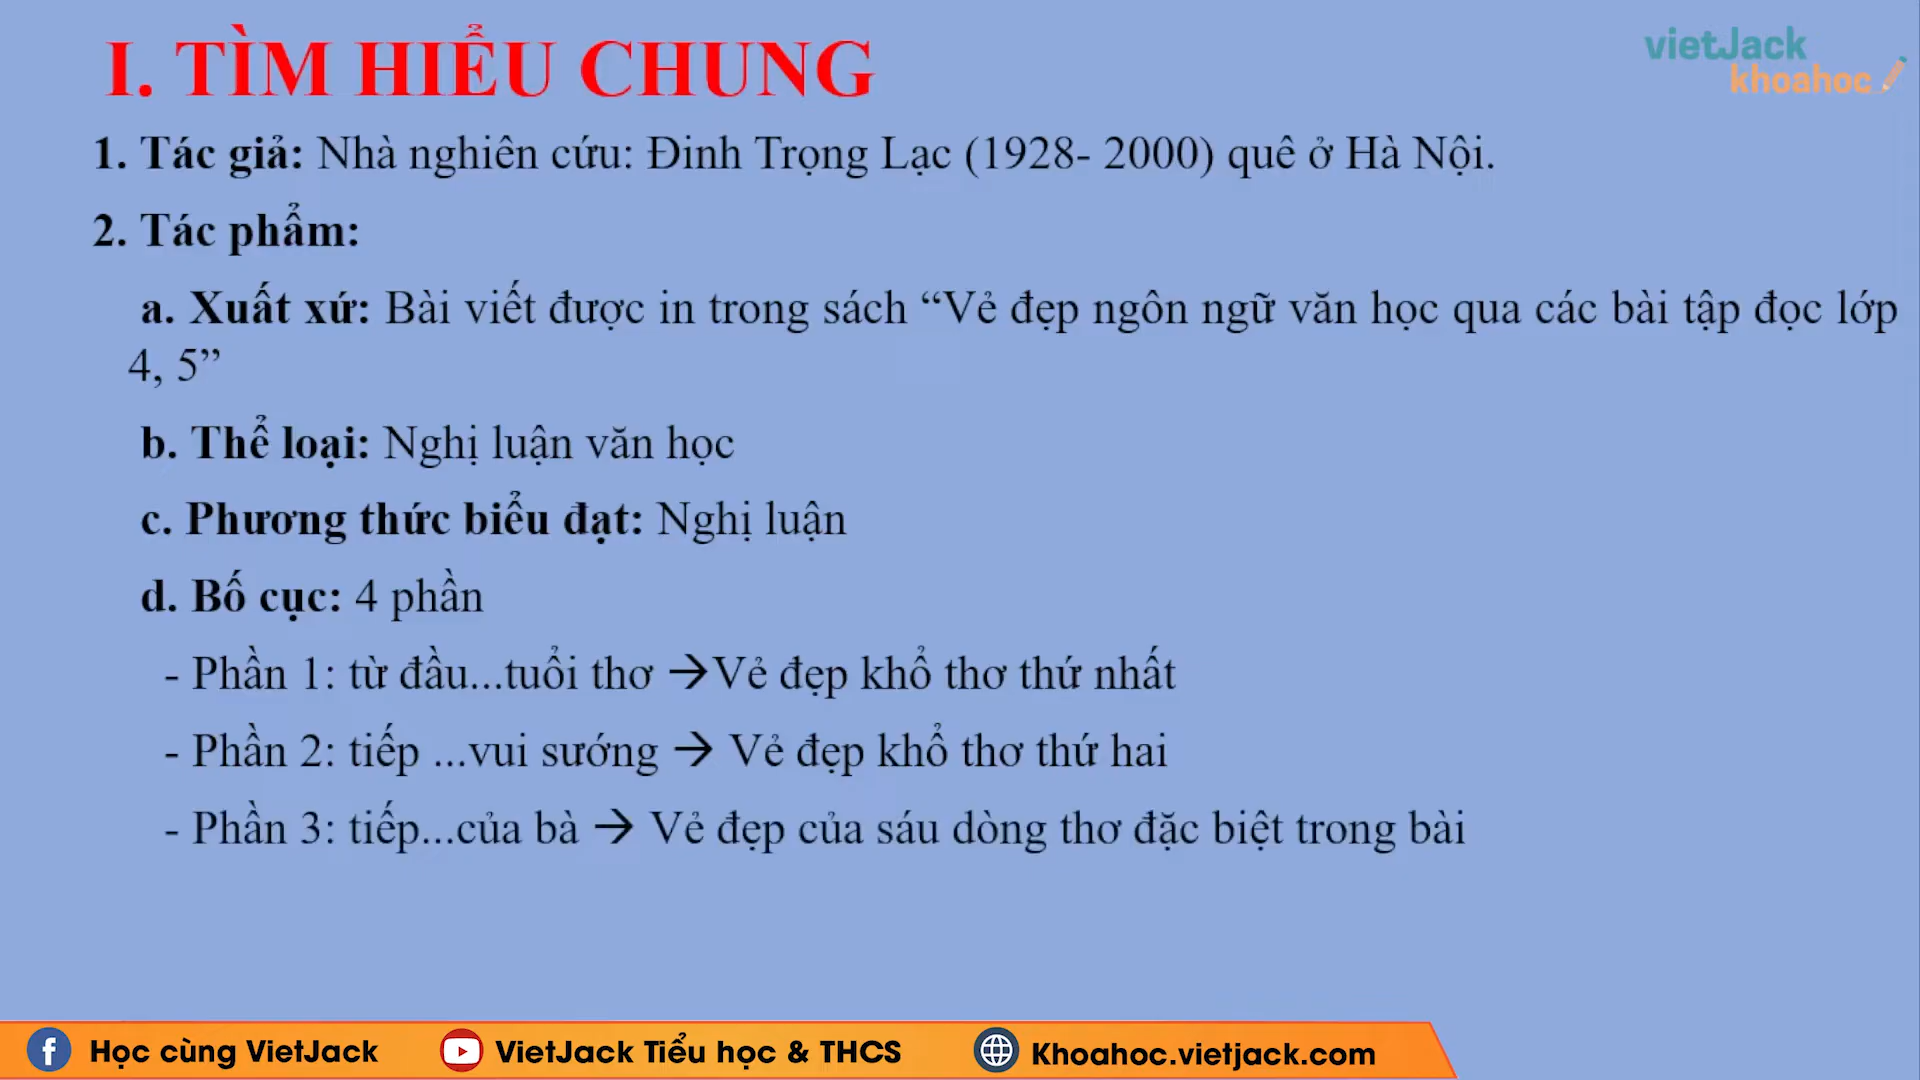 I. TÌM HIỂU CHUNG
vietJack
khoahoc
1. Tác giả: Nhà nghiên cứu: Đinh Trọng Lạc (1928- 2000) quê ở Hà Nội.
2. Tác phẩm:
a. Xuất xứ: Bài viết được in trong sách “Vẻ đẹp ngôn ngữ văn học qua các bài tập đọc lớp
4, 5”
b. Thể loại: Nghị luận văn học
c. Phương thức biểu đạt: Nghị luận
d. Bố cục: 4 phần
- Phần 1: từ đầu...tuổi thơ →Vẻ đẹp khổ thơ thứ nhất
- Phần 2: tiếp ...vui sướng → Vẻ đẹp khổ thơ thứ hai
- Phần 3: tiếp...của bà → Vẻ đẹp của sáu dòng thơ đặc biệt trong bài
Học cùng VietJack
VietJack Tiểu học & THCS
Khoahoc.vietjack.com